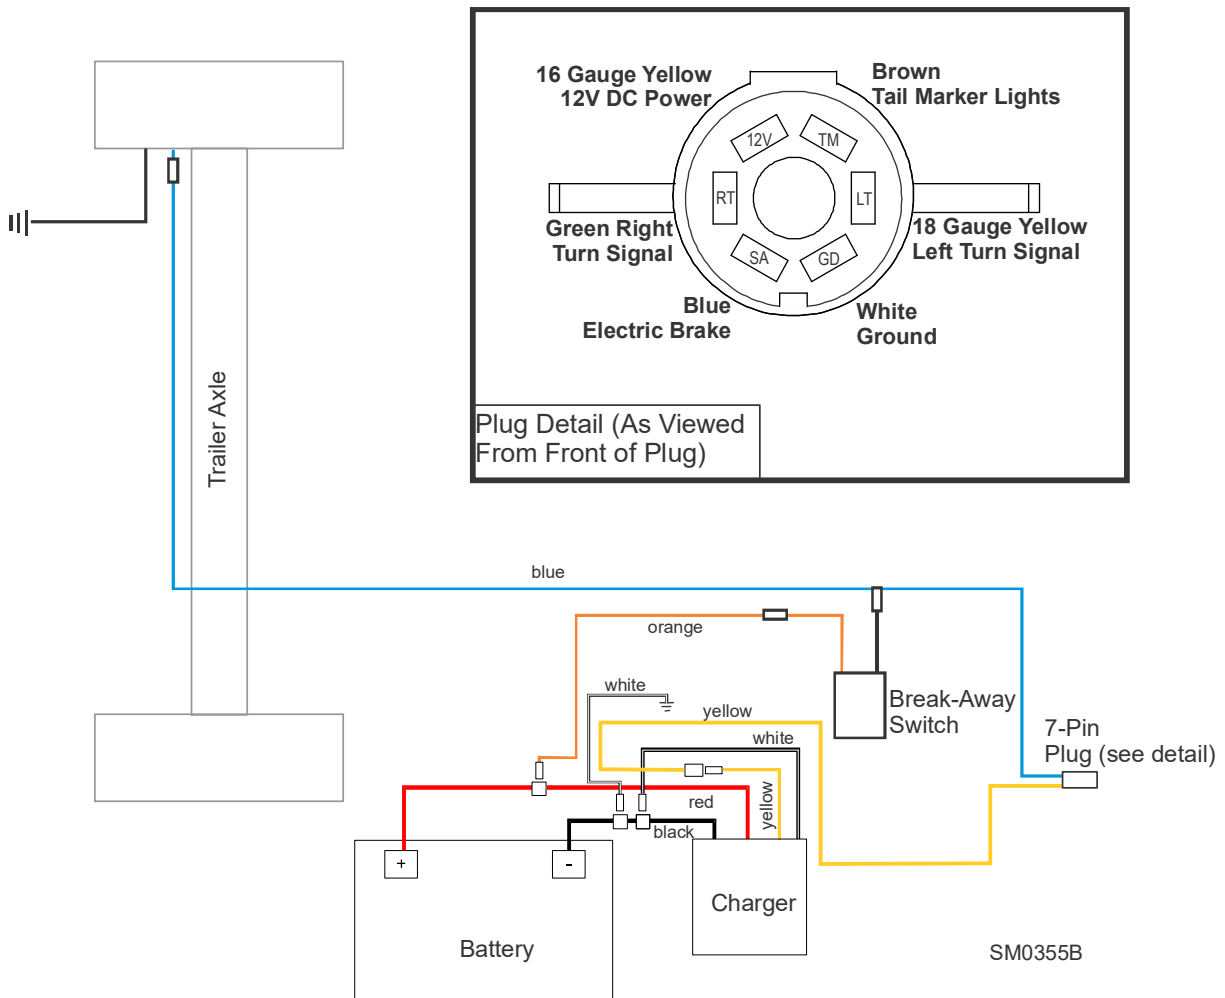 16 Gauge Yellow
12V DC Power
Brown
Tail Marker Lights
12V
TM
RT
LT
SA
GD
Green Right
Turn Signal
18 Gauge Yellow
Left Turn Signal
Blue
Electric Brake
White
Ground
Plug Detail (As Viewed
From Front of Plug)
Trailer Axle
blue
orange
white
yellow
white
Break-Away
Switch
7-Pin
Plug (see detail)
red
yellow
black
+
-
Charger
Battery
SM0355B